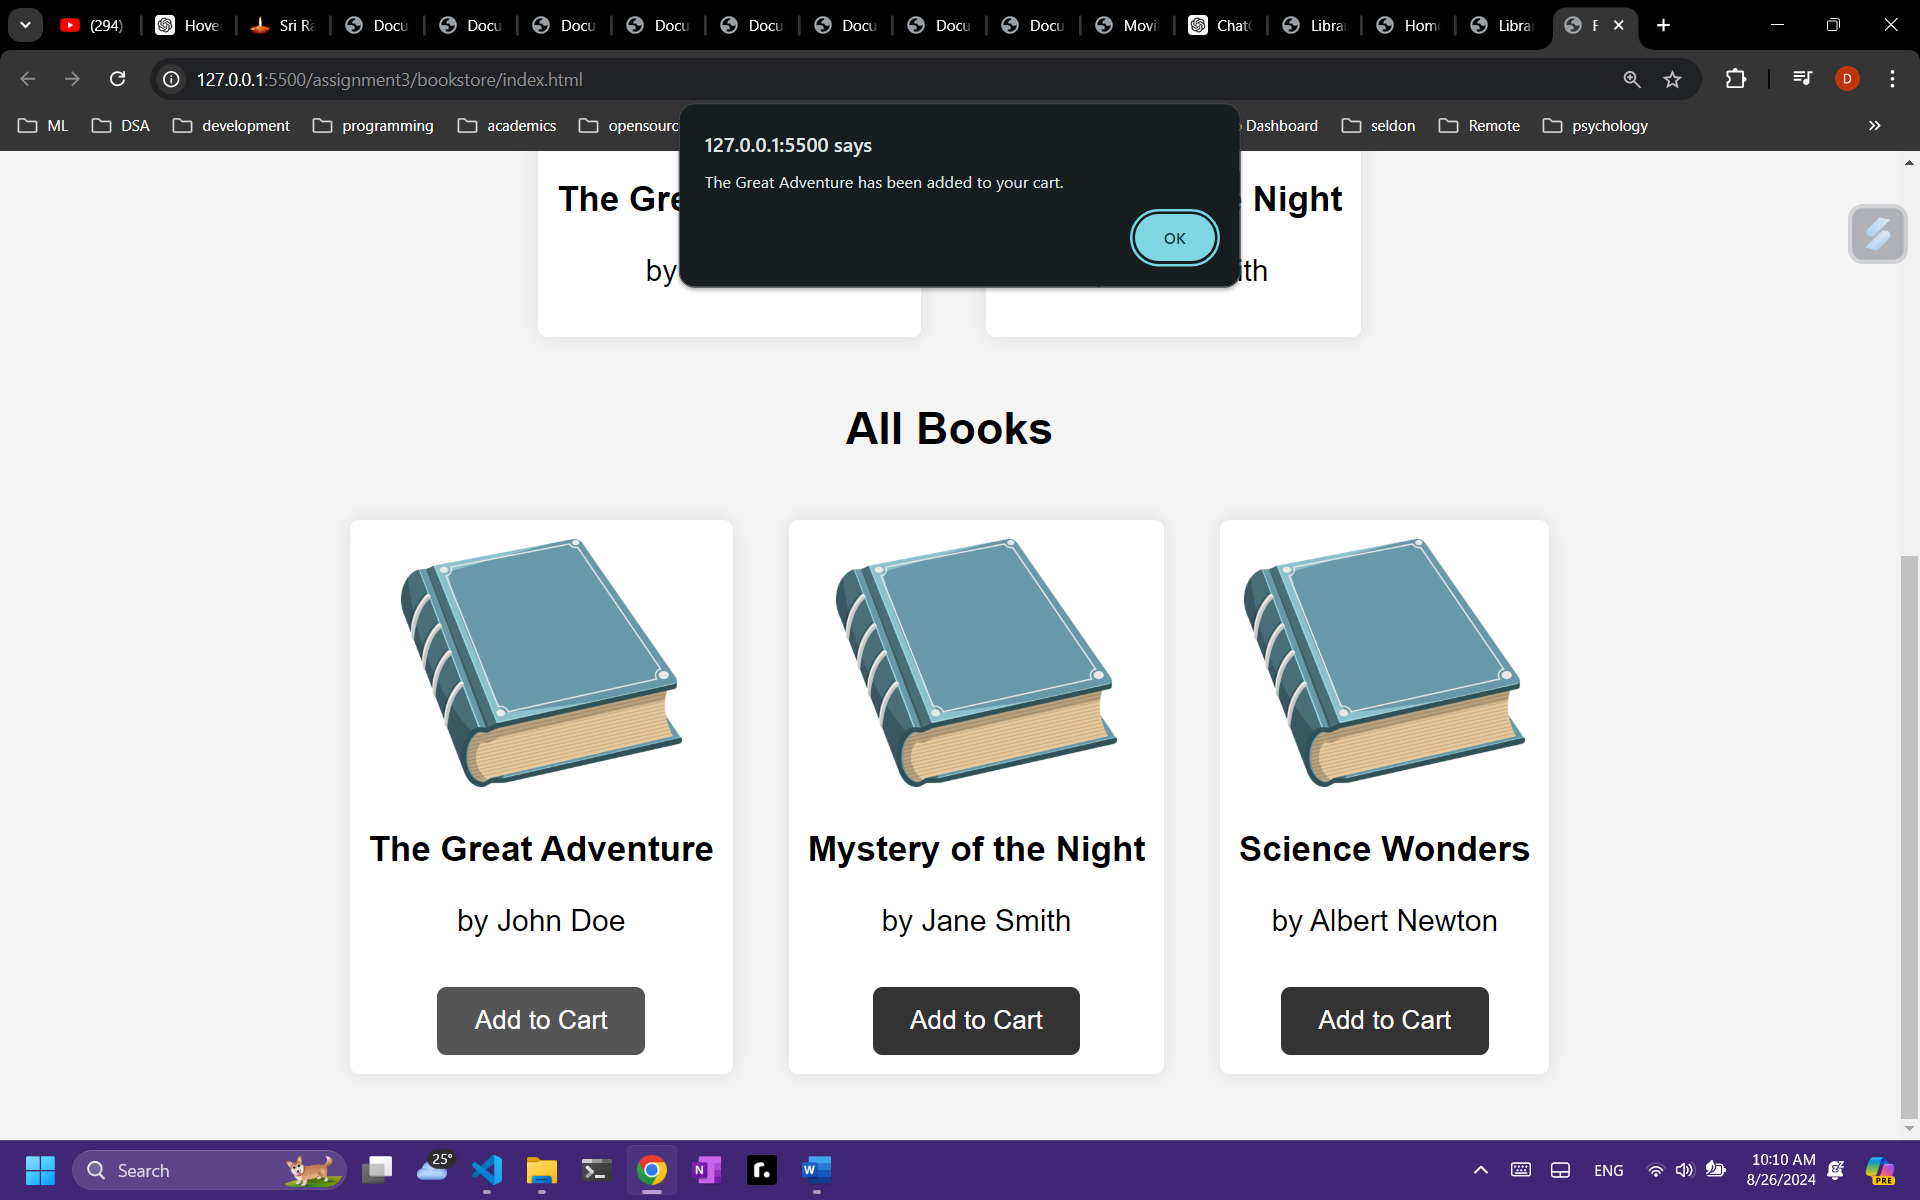 (294)
Hove
Sri Ra
Docu
Docu
Docu
Docu
Docu
Docu
Docu
Docu
Movi
Chat
Libra
Hom
Libra
F
127.0.0.1:5500/assignment3/bookstore/index.html
D
ML
DSA
development
programming
academics
opensourc
Dashboard
seldon
Remote
psychology
127.0.0.1:5500 says
The Great Adventure has been added to your cart.
OK
The Gre
Night
by
ith
All Books
The Great Adventure
by John Doe
Add to Cart
Mystery of the Night
by Jane Smith
Add to Cart
Science Wonders
by Albert Newton
Add to Cart
Search
25°
N
r.
W
ENG
10:10 AM
8/26/2024
PRE